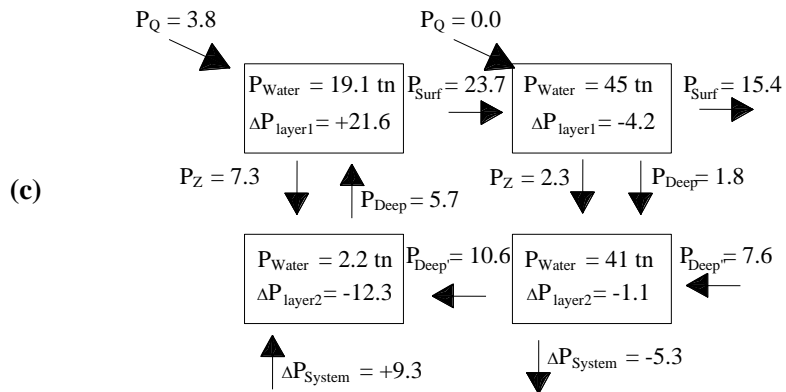 P_Q = 3.8
P_Q = 0.0
P_Water = 19.1 tn
ΔP_layer1 = +21.6
P_Surf = 23.7
P_Water = 45 tn
ΔP_layer1 = -4.2
P_Surf = 15.4
(c)
P_Z = 7.3
P_Deep = 5.7
P_Z = 2.3
P_Deep = 1.8
P_Water = 2.2 tn
ΔP_layer2 = -12.3
P_Deep' = 10.6
P_Water = 41 tn
ΔP_layer2 = -1.1
P_Deep'' = 7.6
ΔP_System = +9.3
ΔP_System = -5.3